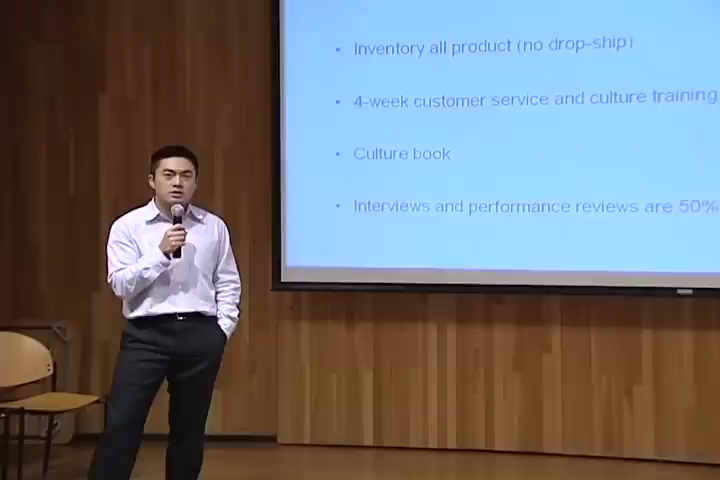 • Inventory all product (no drop-ship)
• 4-week customer service and culture training
• Culture book
• Interviews and performance reviews are 50%